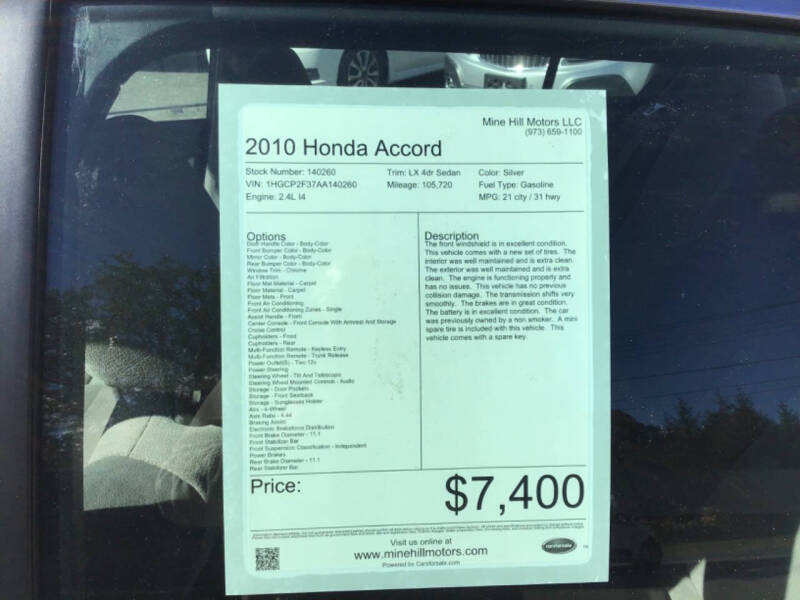 Mine Hill Motors LLC
(973) 659-1100
2010 Honda Accord
Stock Number: 140260
Trim: LX 4dr Sedan
Color: Silver
VIN: 1HGCP2F37AA140260
Mileage: 105,720
Fuel Type: Gasoline
Engine: 2.4L I4
MPG: 21 city / 31 hwy
Options
Door Handle Color - Body-Color
Front Bumper Color - Body-Color
Mirror Color - Body-Color
Rear Bumper Color - Body-Color
Window Trim - Chrome
Air Filtration
Floor Mat Material - Carpet
Floor Material - Carpet
Floor Mats - Front
Front Air Conditioning
Front Air Conditioning Zones - Single
Assist Handle - Front
Center Console - Front Console With Armrest And Storage
Cruise Control
Cupholders - Front
Cupholders - Rear
Multi-Function Remote - Keyless Entry
Multi-Function Remote - Trunk Release
Power Outlet(S) - Two 12v
Power Steering
Steering Wheel - Tilt And Telescopic
Steering Wheel Mounted Controls - Audio
Storage - Door Pockets
Storage - Front Seatback
Storage - Sunglasses Holder
Abs - 4-Wheel
Axle Ratio - 4.44
Braking Assist
Electronic Brakeforce Distribution
Front Brake Diameter - 11.1
Front Stabilizer Bar
Front Suspension Classification - Independent
Power Brakes
Rear Brake Diameter - 11.1
Rear Stabilizer Bar
Description
The front windshield is in excellent condition.
This vehicle comes with a new set of tires. The
interior was well maintained and is extra clean.
The exterior was well maintained and is extra
clean. The engine is functioning properly and
has no issues. This vehicle has no previous
collision damage. The transmission shifts very
smoothly. The brakes are in great condition.
The battery is in excellent condition. The car
was previously owned by a non smoker. A mini
spare tire is included with this vehicle. This
vehicle comes with a spare key.
Price:
$7,400
Visit us online at
www.minehillmotors.com
Powered by Carsforsale.com
carsforsale